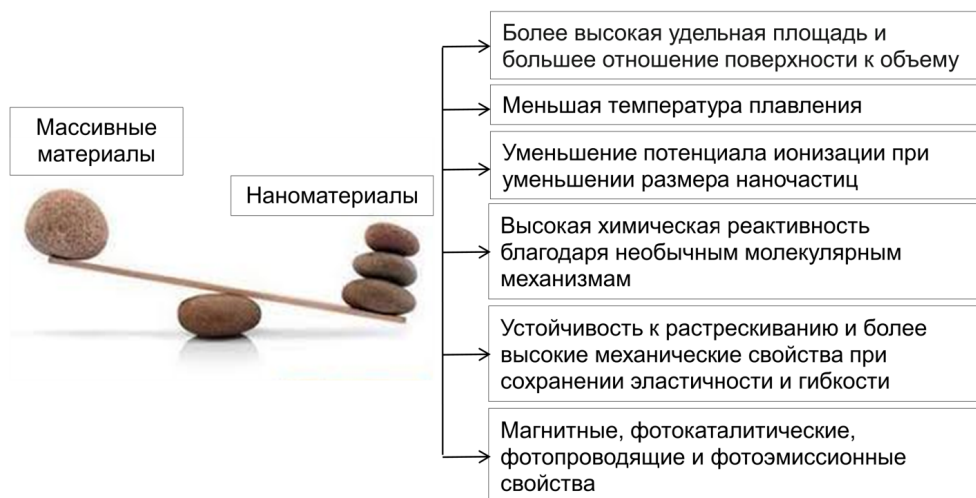 Массивные
материалы
Наноматериалы
Более высокая удельная площадь и
большее отношение поверхности к объему
Меньшая температура плавления
Уменьшение потенциала ионизации при
уменьшении размера наночастиц
Высокая химическая реактивность
благодаря необычным молекулярным
механизмам
Устойчивость к растрескиванию и более
высокие механические свойства при
сохранении эластичности и гибкости
Магнитные, фотокаталитические,
фотопроводящие и фотоэмиссионные
свойства